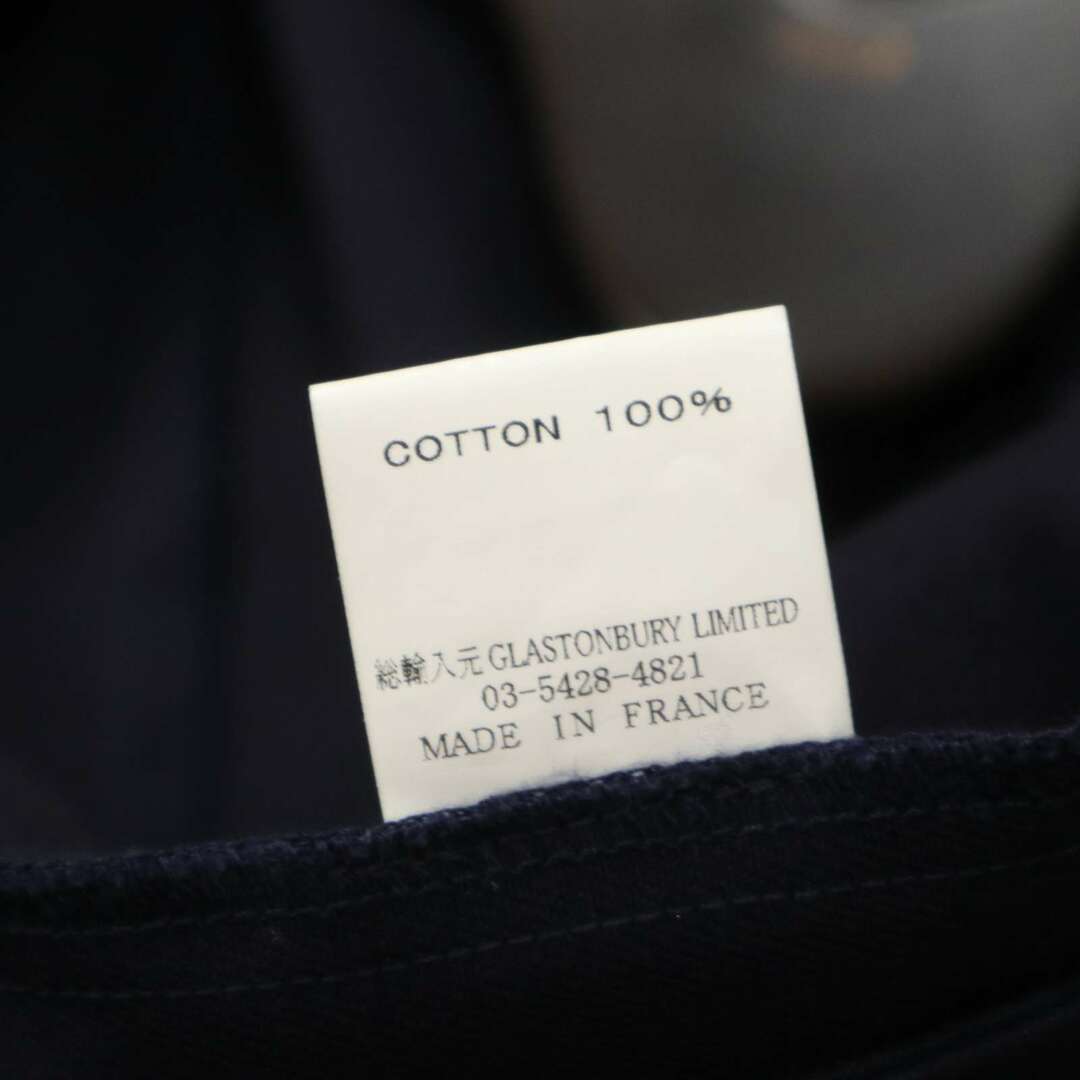 COTTON 100%
総輸入元 GLASTONBURY LIMITED
03-5428-4821
MADE IN FRANCE